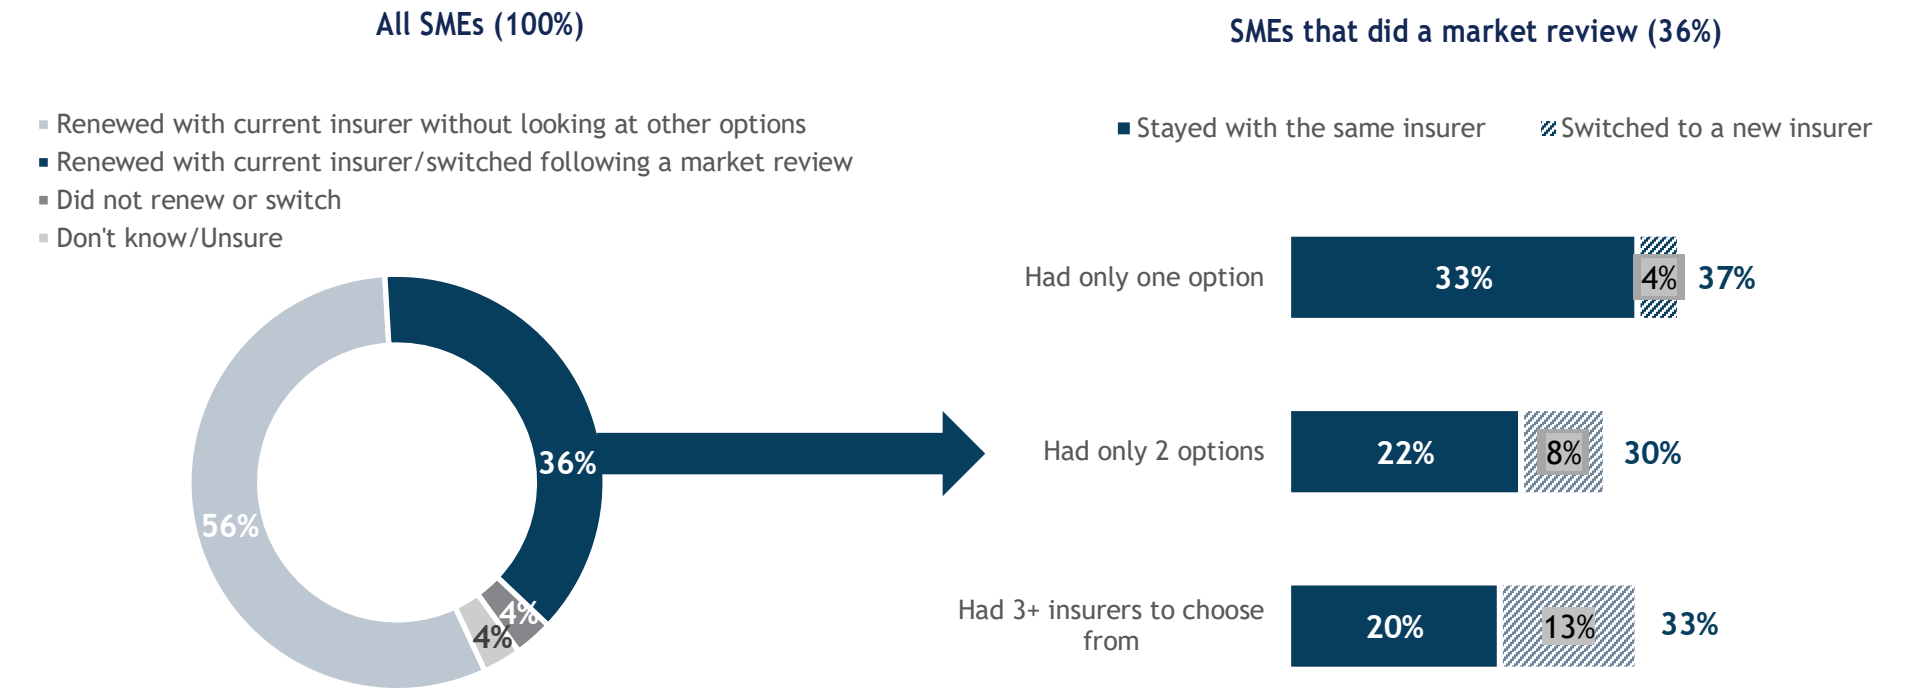 All SMEs (100%)
Renewed with current insurer without looking at other options
Renewed with current insurer/switched following a market review
Did not renew or switch
Don't know/Unsure
36%
56%
4%
4%
SMEs that did a market review (36%)
Stayed with the same insurer
Switched to a new insurer
Had only one option
33%
4%
37%
Had only 2 options
22%
8%
30%
Had 3+ insurers to choose
from
20%
13%
33%